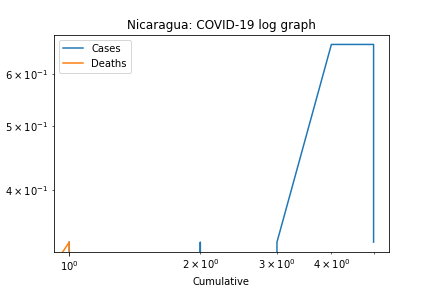 Nicaragua: COVID-19 log graph
Cases
Deaths
6 × 10⁻¹
5 × 10⁻¹
4 × 10⁻¹
10⁰
2 × 10⁰
3 × 10⁰
4 × 10⁰
Cumulative